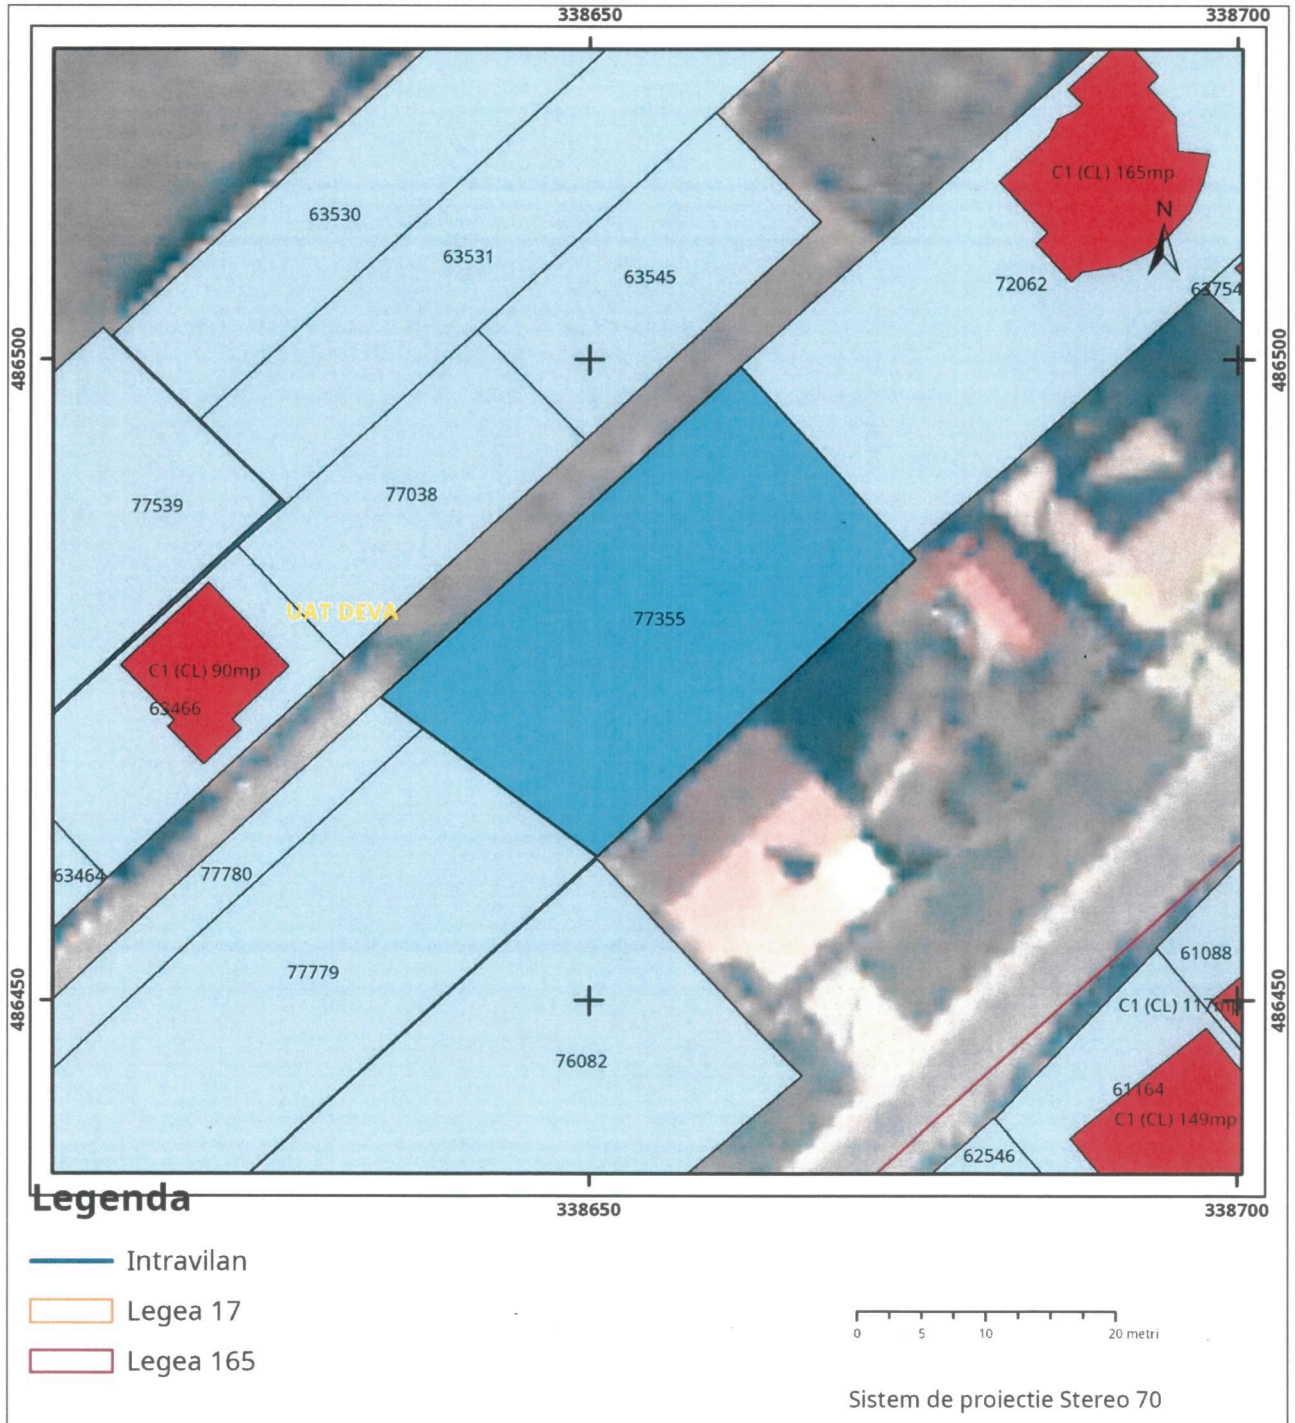 338650
338700
C1 (CL) 165mp
N
63530
63531
63545
72062
63754
486500
486500
77539
77038
UAT DEVA
77355
C1 (CL) 90mp
63466
63464
77780
61088
77779
486450
C1 (CL) 117mp
486450
76082
61164
C1 (CL) 149mp
62546
338650
338700
Legenda
Intravilan
Legea 17
Legea 165
0 5 10 20 metri
Sistem de proiectie Stereo 70